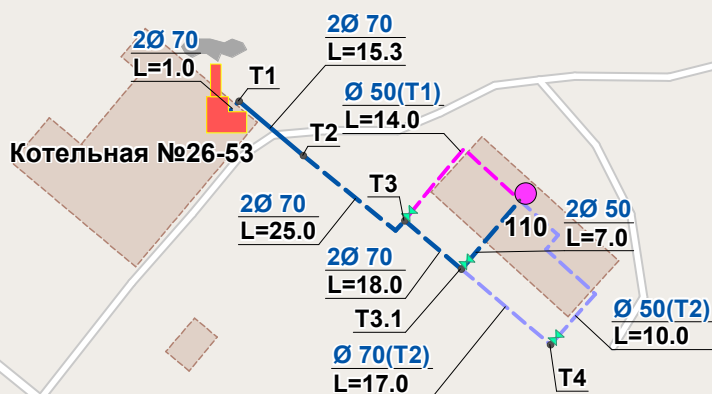 2Ø 70
L=15.3
2Ø 70
L=1.0
T1
Ø 50(T1)
L=14.0
T2
Котельная №26-53
T3
2Ø 70
L=25.0
2Ø 50
L=7.0
110
2Ø 70
L=18.0
T3.1
Ø 50(T2)
L=10.0
Ø 70(T2)
L=17.0
T4